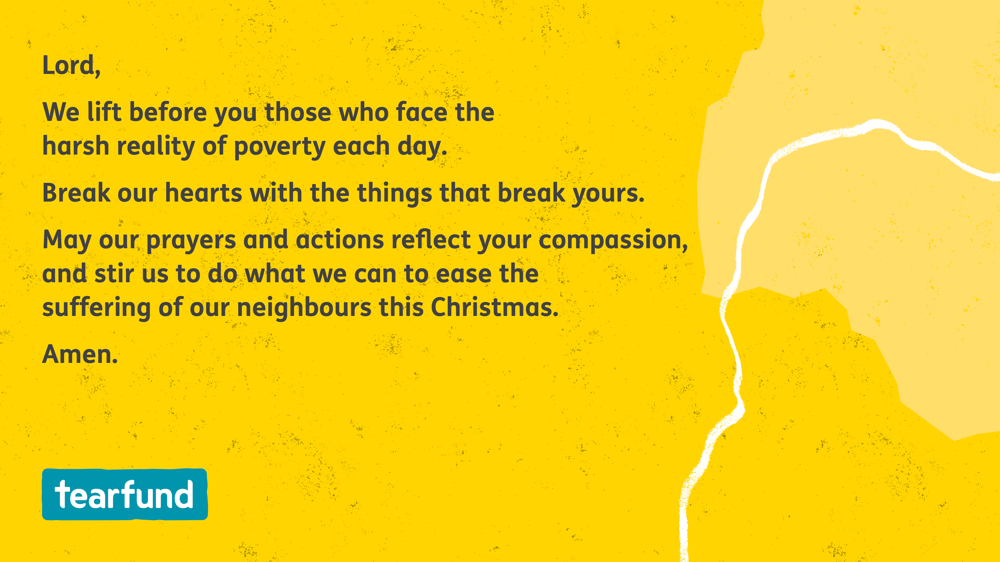 Lord,
We lift before you those who face the
harsh reality of poverty each day.
Break our hearts with the things that break yours.
May our prayers and actions reflect your compassion,
and stir us to do what we can to ease the
suffering of our neighbours this Christmas.
Amen.
tearfund